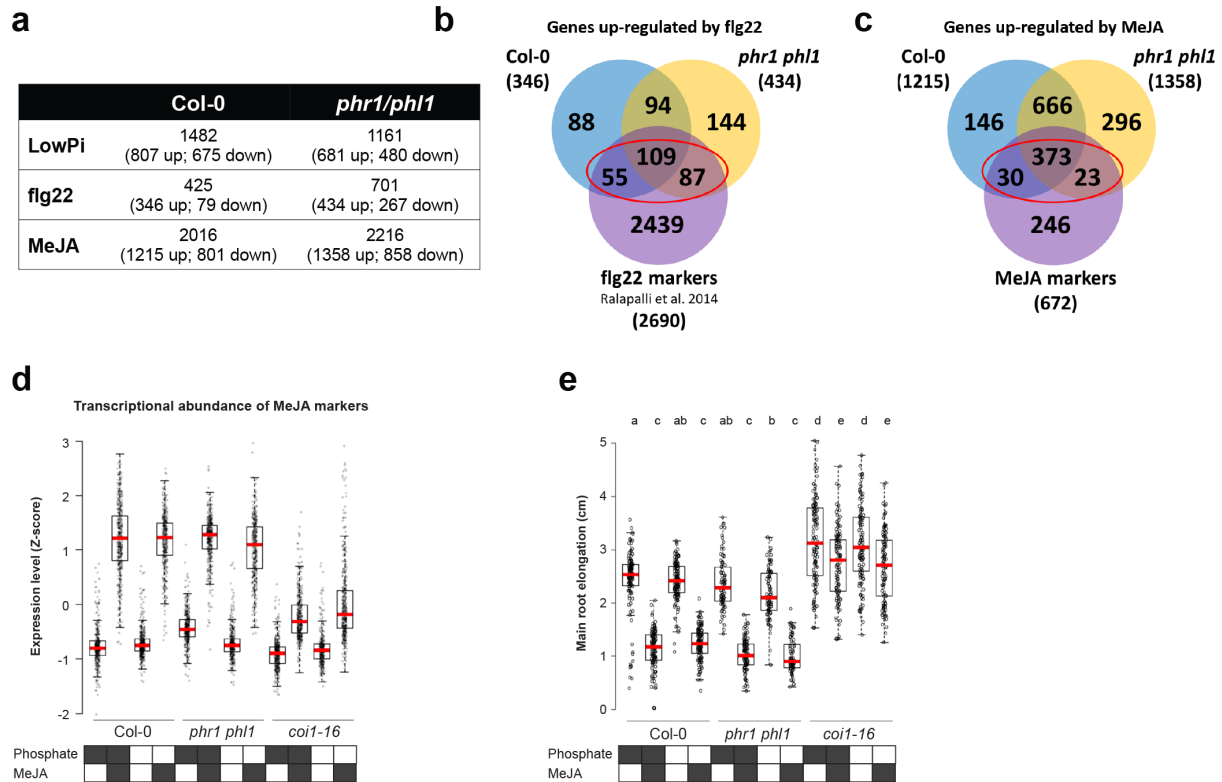 a
Col-0 phr1/phl1
LowPi 1482 1161
(807 up; 675 down) (681 up; 480 down)
flg22 425 701
(346 up; 79 down) (434 up; 267 down)
MeJA 2016 2216
(1215 up; 801 down) (1358 up; 858 down)
b
Genes up-regulated by flg22
Col-0 phr1 phl1
(346) (434)
94
88 144
109
55 87
2439
flg22 markers
Ralapalli et al. 2014
(2690)
c
Genes up-regulated by MeJA
Col-0 phr1 phl1
(1215) (1358)
666
146 296
373
30 23
246
MeJA markers
(672)
d
Transcriptional abundance of MeJA markers
Expression level (Z-score)
3
2
1
0
-1
-2
Col-0 phr1 phl1 coi1-16
Phosphate
MeJA
e
a c ab c ab c b c d e d e
Main root elongation (cm)
5
4
3
2
1
0
Col-0 phr1 phl1 coi1-16
Phosphate
MeJA